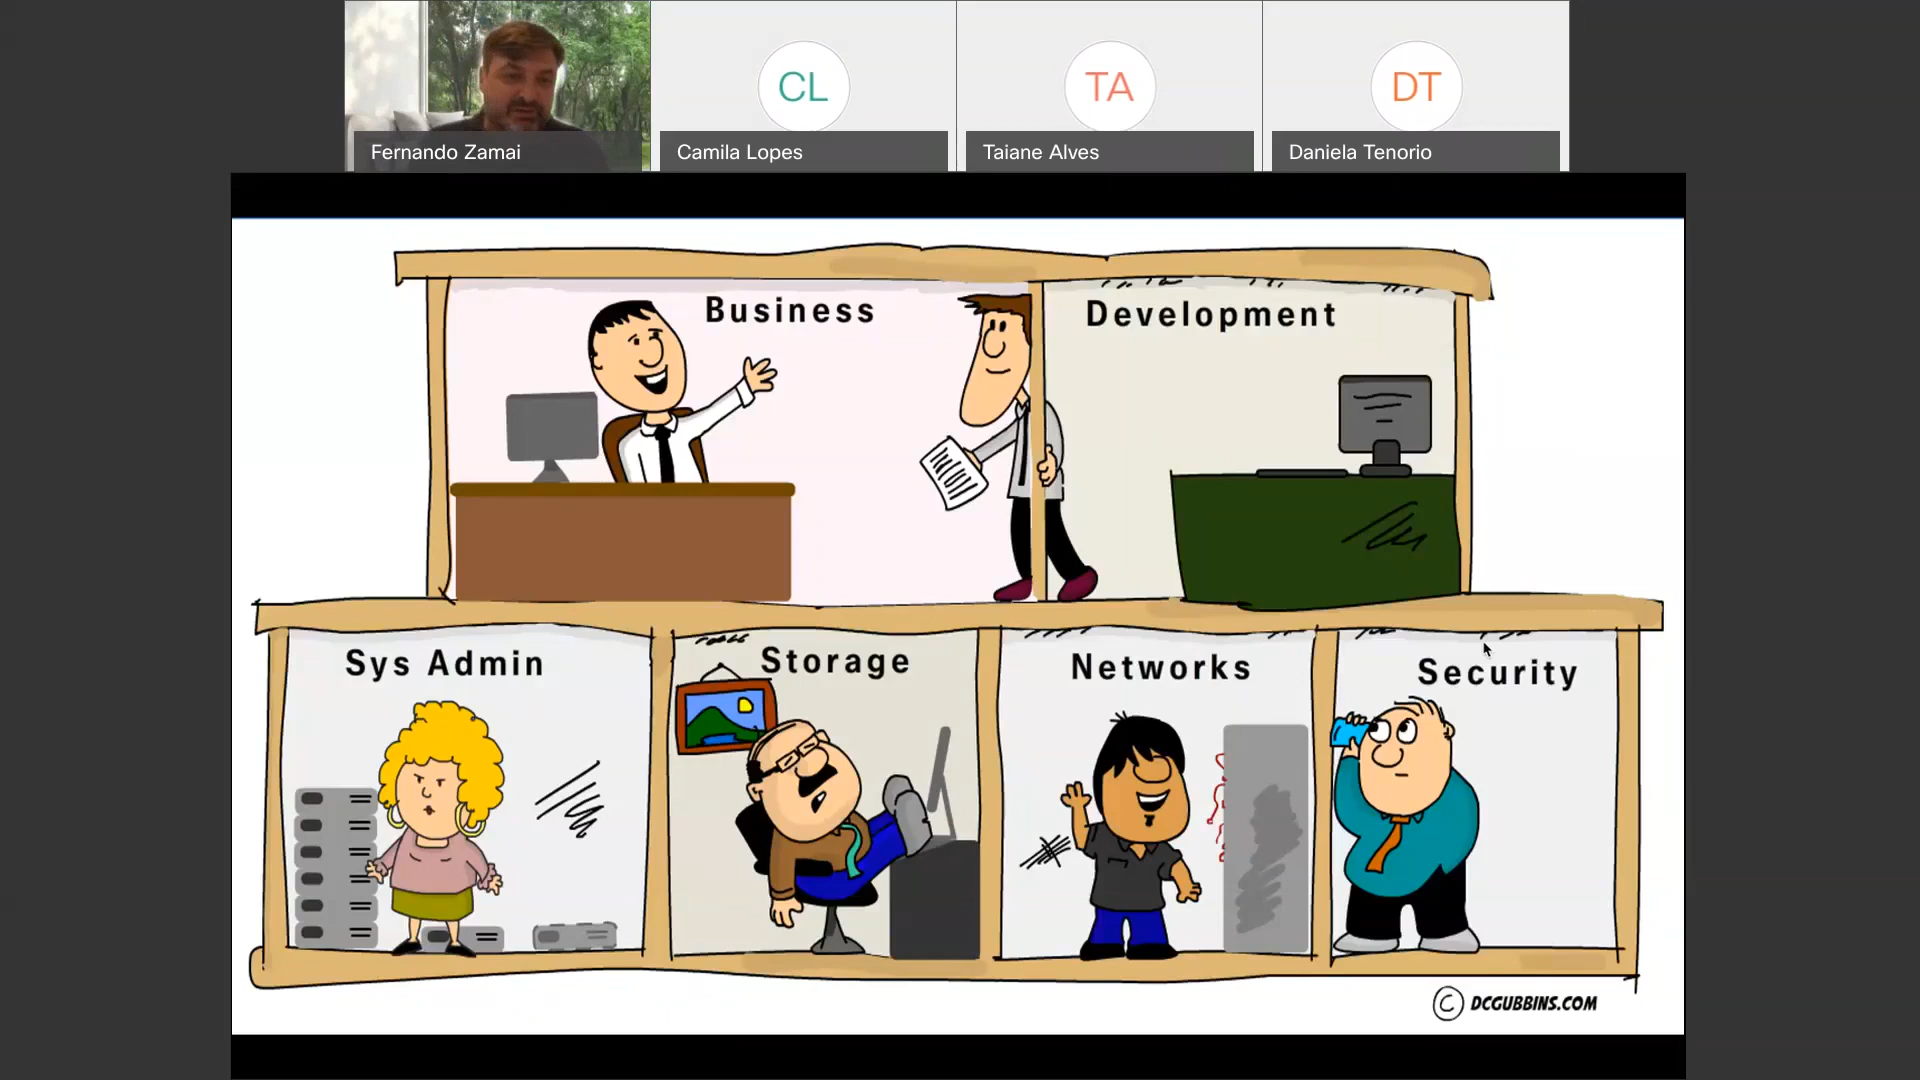 CL
TA
DT
Fernando Zamai
Camila Lopes
Taiane Alves
Daniela Tenorio
Business
Development
Sys Admin
Storage
Networks
Security
© DCGUBBINS.COM